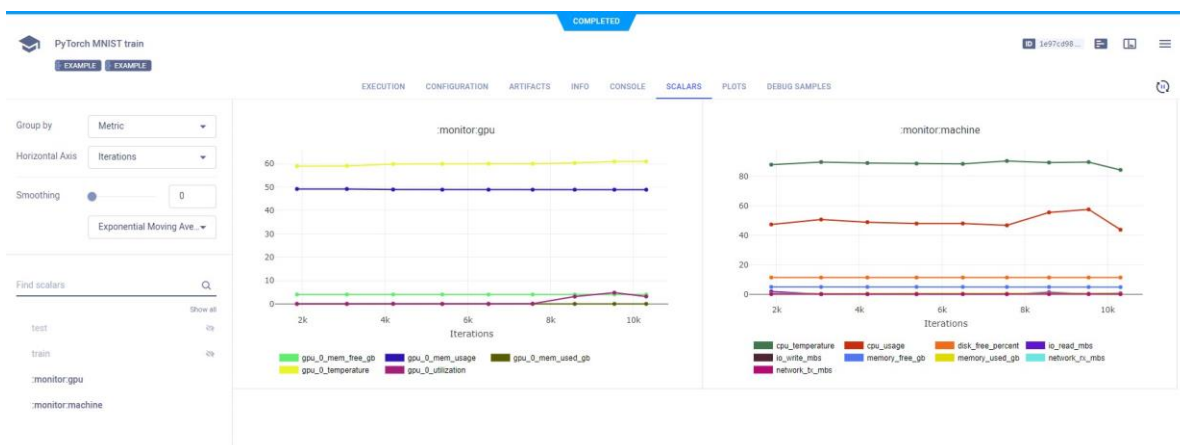 COMPLETED
PyTorch MNIST train
EXAMPLE EXAMPLE
ID 1e97cd98...
EXECUTION CONFIGURATION ARTIFACTS INFO CONSOLE SCALARS PLOTS DEBUG SAMPLES
Group by Metric
Horizontal Axis Iterations
Smoothing 0
Exponential Moving Ave...
Find scalars
Show all
test
train
:monitor:gpu
:monitor:machine
:monitor:gpu
60
50
40
30
20
10
0
2k 4k 6k 8k 10k
Iterations
gpu_0_mem_free_gb gpu_0_mem_usage gpu_0_mem_used_gb
gpu_0_temperature gpu_0_utilization
:monitor:machine
80
60
40
20
0
2k 4k 6k 8k 10k
Iterations
cpu_temperature cpu_usage disk_free_percent io_read_mbs
io_write_mbs memory_free_gb memory_used_gb network_rx_mbs
network_tx_mbs